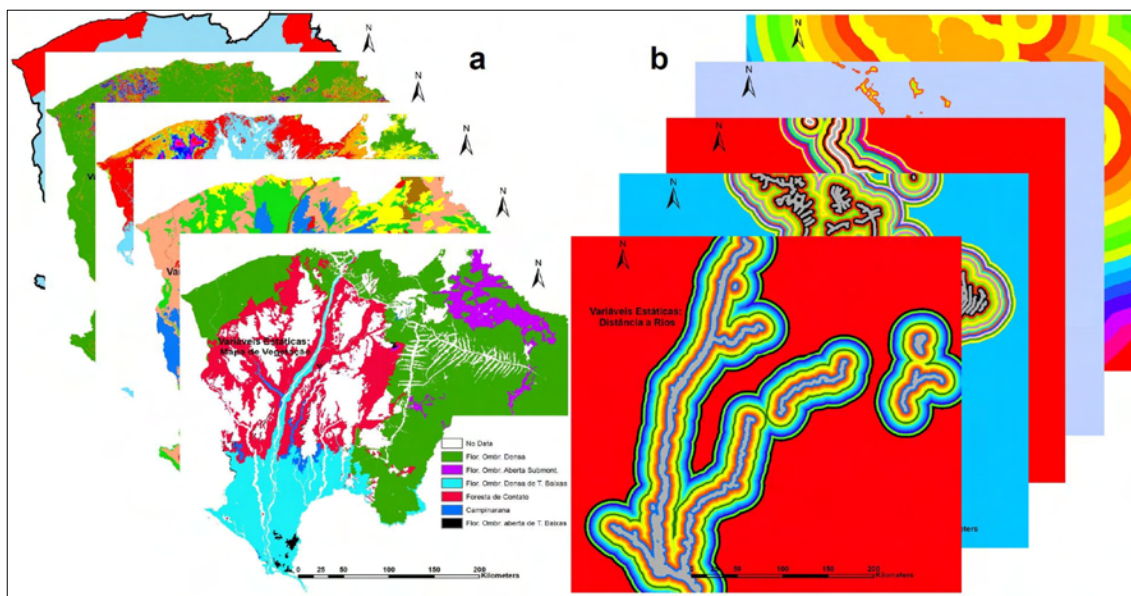 a
b
N
N
N
N
N
N
N
N
N
N
Variáveis Estáticas:
Mapa de Vegetação
No Data
Flor. Ombr. Densa
Flor. Ombr. Aberta Submont.
Flor. Ombr. Densa de T. Baixas
Foresta de Contato
Campinarana
Flor. Ombr. aberta de T. Baixas
0 25 50 100 150 200
Kilometers
Variáveis Estáticas:
Distância a Rios
0 25 50 100 150 200
Kilometers